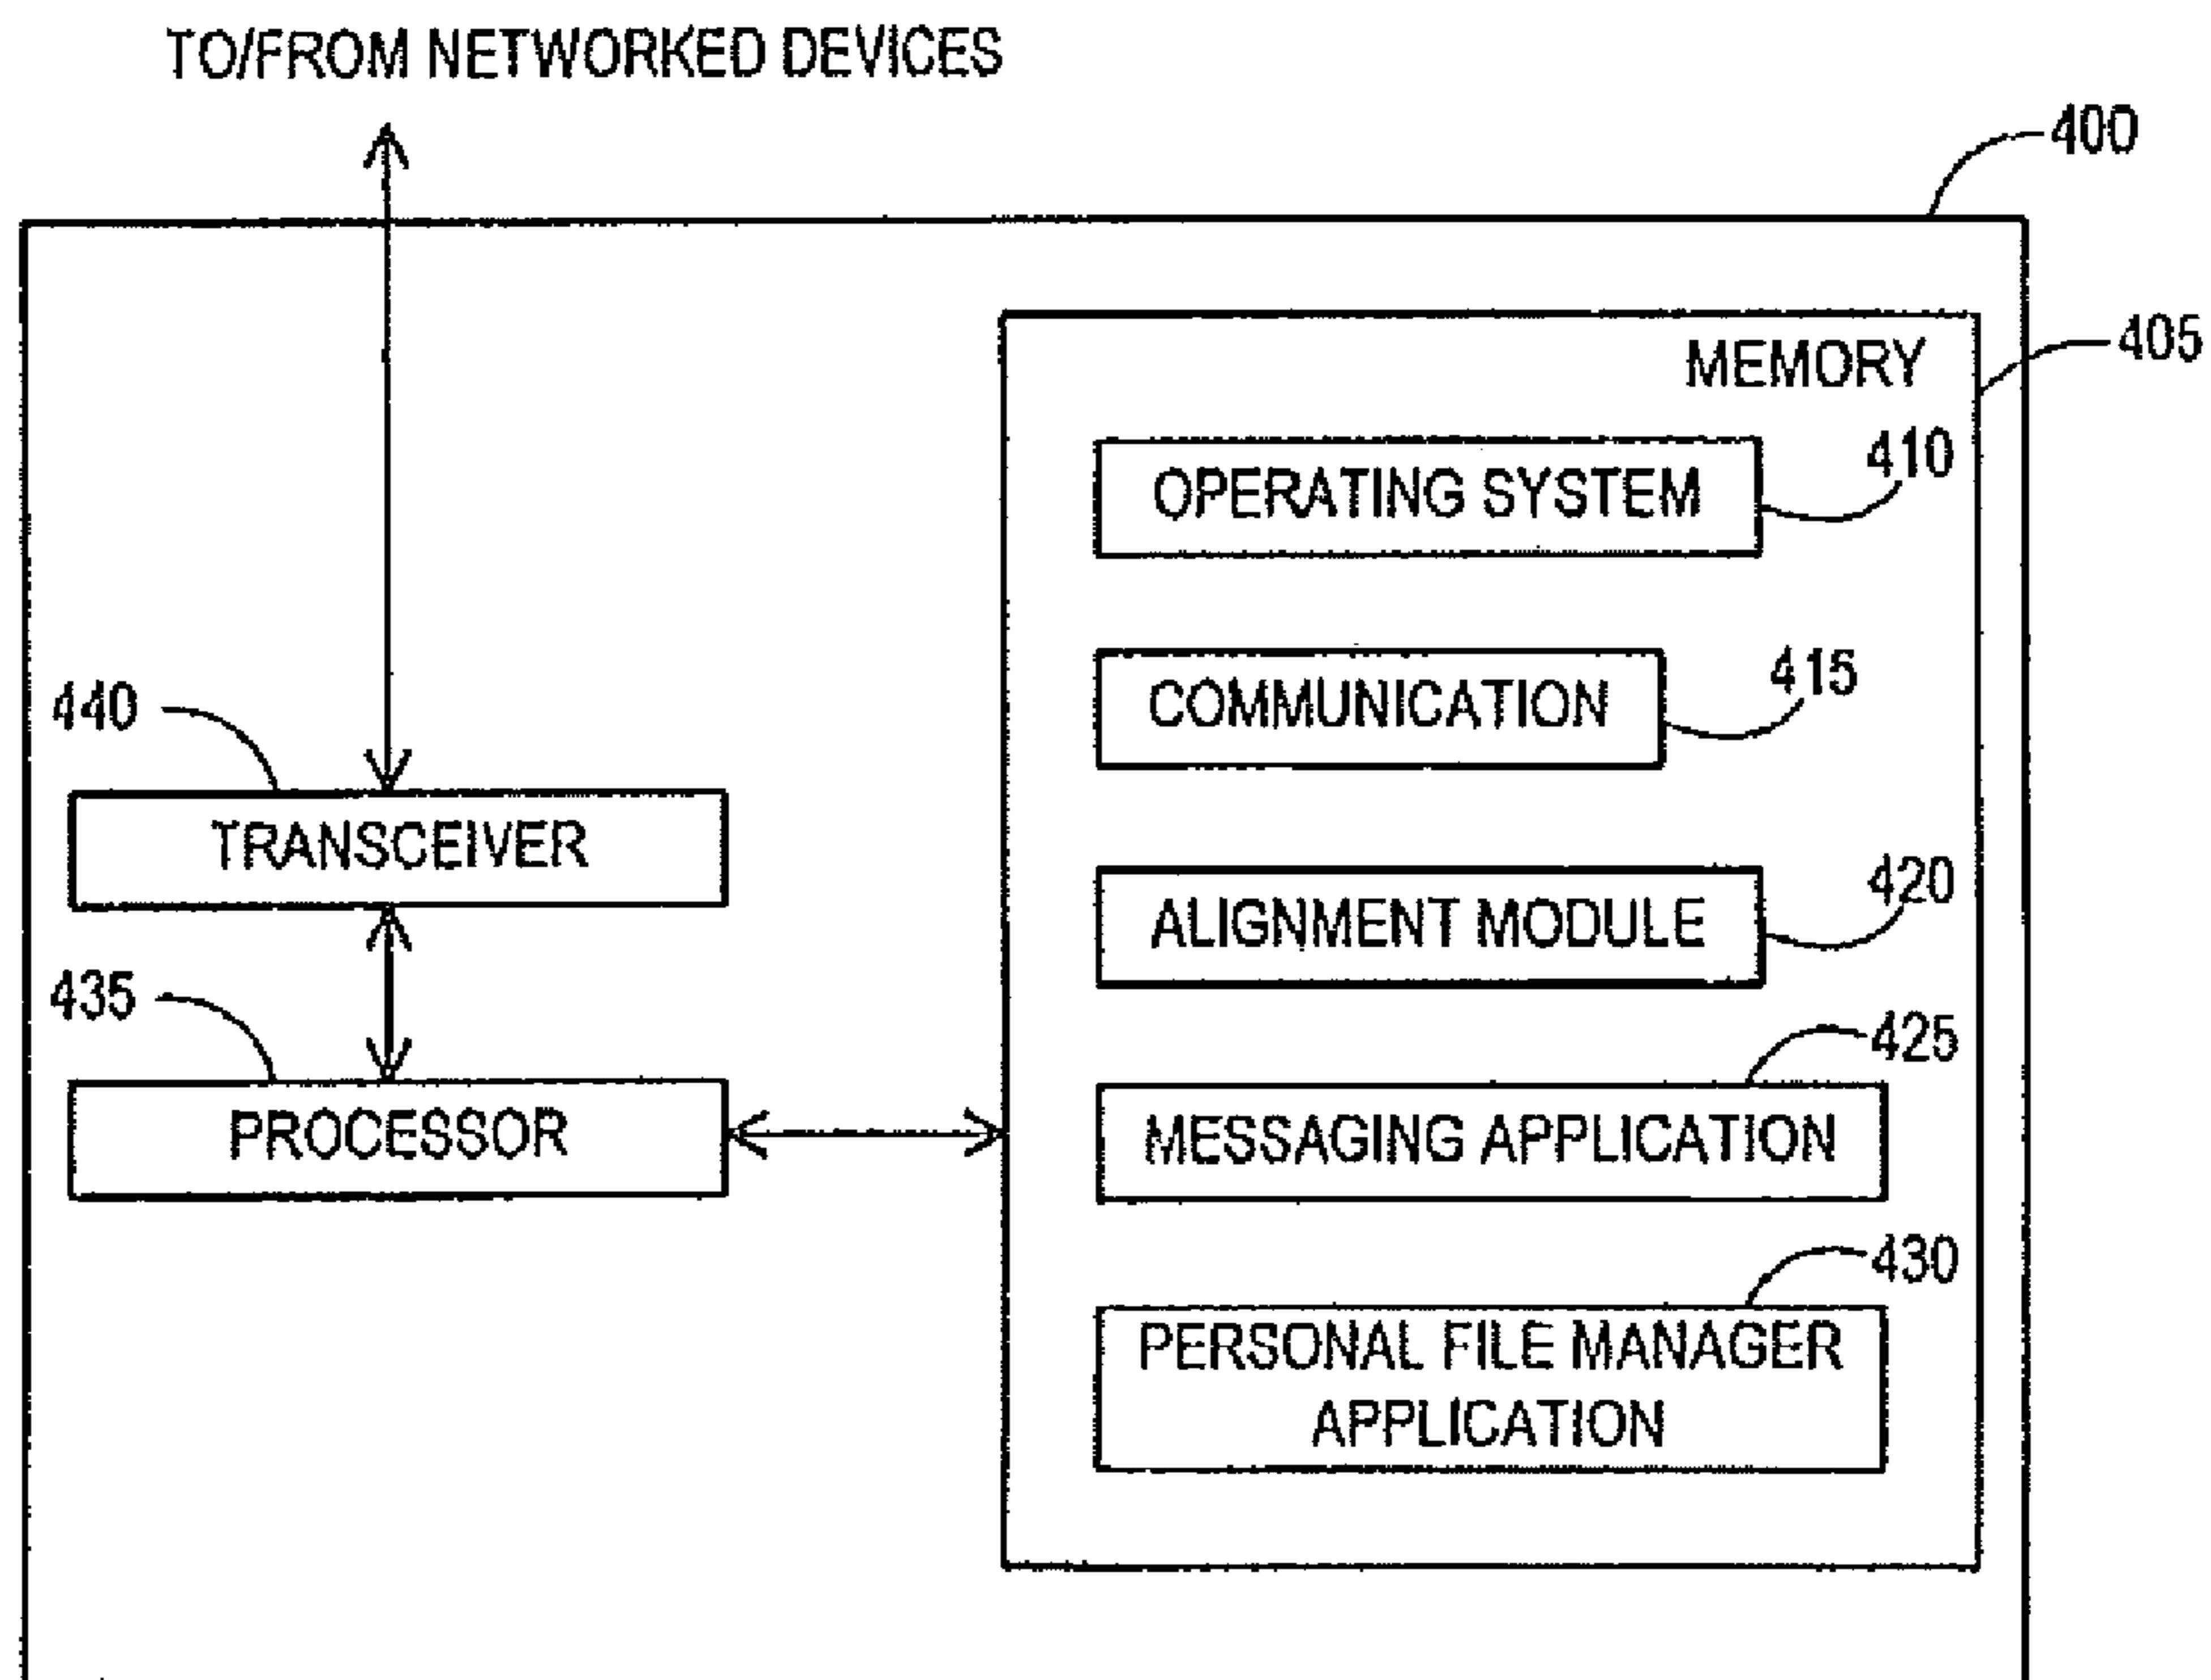 TO/FROM NETWORKED DEVICES
400
405
MEMORY
410
OPERATING SYSTEM
415
COMMUNICATION
440
TRANSCEIVER
420
ALIGNMENT MODULE
435
PROCESSOR
425
MESSAGING APPLICATION
430
PERSONAL FILE MANAGER
APPLICATION